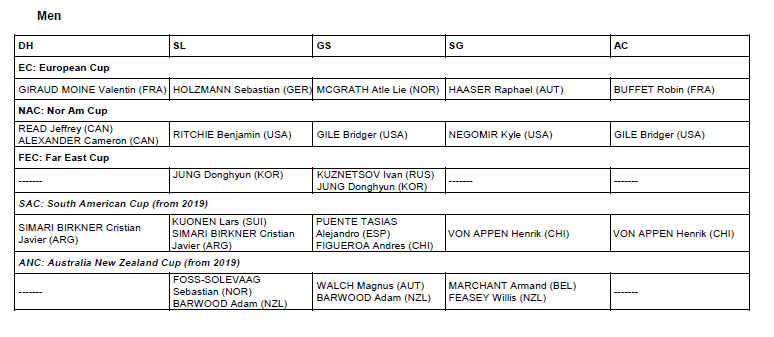 Men
DH SL GS SG AC
EC: European Cup
GIRAUD MOINE Valentin (FRA) HOLZMANN Sebastian (GER) MCGRATH Atle Lie (NOR) HAASER Raphael (AUT) BUFFET Robin (FRA)
NAC: Nor Am Cup
READ Jeffrey (CAN)
ALEXANDER Cameron (CAN)
RITCHIE Benjamin (USA) GILE Bridger (USA) NEGOMIR Kyle (USA) GILE Bridger (USA)
FEC: Far East Cup
-------
JUNG Donghyun (KOR)
KUZNETSOV Ivan (RUS)
JUNG Donghyun (KOR)
-------
-------
SAC: South American Cup (from 2019)
SIMARI BIRKNER Cristian
Javier (ARG)
KUONEN Lars (SUI)
SIMARI BIRKNER Cristian
Javier (ARG)
PUENTE TASIAS
Alejandro (ESP)
FIGUEROA Andres (CHI)
VON APPEN Henrik (CHI)
VON APPEN Henrik (CHI)
ANC: Australia New Zealand Cup (from 2019)
-------
FOSS-SOLEVAAG
Sebastian (NOR)
BARWOOD Adam (NZL)
WALCH Magnus (AUT)
BARWOOD Adam (NZL)
MARCHANT Armand (BEL)
FEASEY Willis (NZL)
-------